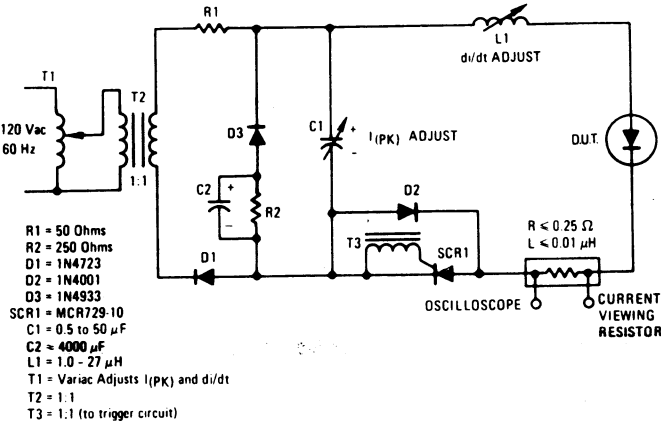 R1
L1
di/dt ADJUST
T1
T2
120 Vac
60 Hz
1:1
D3
C1
+
I(PK) ADJUST
−
D.U.T.
C2
+
−
R2
D2
T3
SCR1
D1
R ⩽ 0.25 Ω
L ⩽ 0.01 μH
OSCILLOSCOPE
CURRENT
VIEWING
RESISTOR
R1 = 50 Ohms
R2 = 250 Ohms
D1 = 1N4723
D2 = 1N4001
D3 = 1N4933
SCR1 = MCR729-10
C1 = 0.5 to 50 μF
C2 ≈ 4000 μF
L1 = 1.0 - 27 μH
T1 = Variac Adjusts I(PK) and di/dt
T2 = 1:1
T3 = 1:1 (to trigger circuit)